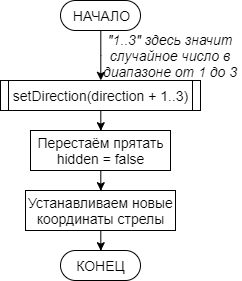 НАЧАЛО
"1..3" здесь значит
случайное число в
диапазоне от 1 до 3
setDirection(direction + 1..3)
Перестаём прятать
hidden = false
Устанавливаем новые
координаты стрелы
КОНЕЦ